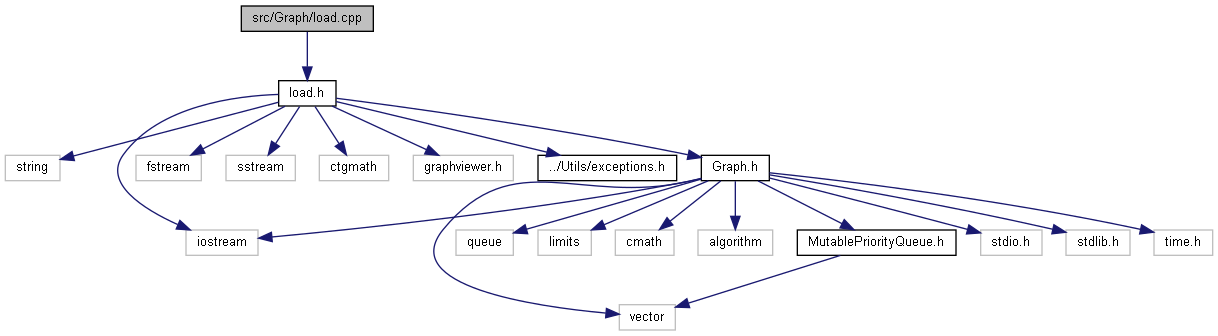 src/Graph/load.cpp
load.h
string
fstream
sstream
ctgmath
graphviewer.h
../Utils/exceptions.h
Graph.h
iostream
queue
limits
cmath
algorithm
MutablePriorityQueue.h
stdio.h
stdlib.h
time.h
vector